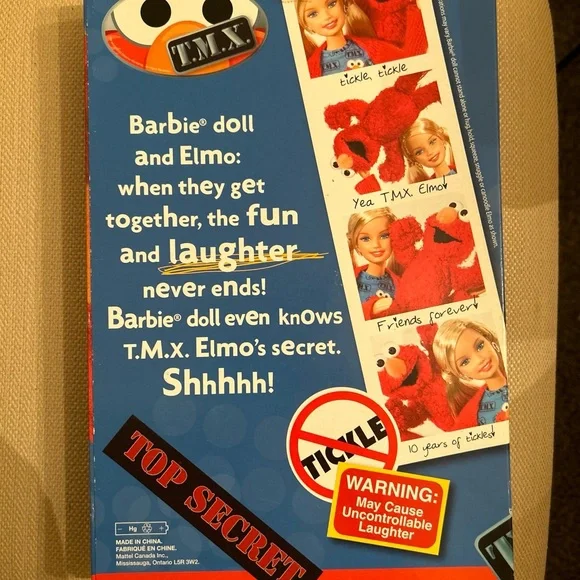 T.M.X.
tickle, tickle
Barbie® doll
and Elmo:
when they get
together, the fun
and laughter
never ends!
Barbie® doll even knows
T.M.X. Elmo's secret.
Shhhhh!
Yea T.M.X. Elmo!
Friends forever!
10 years of tickles!
TICKLE
WARNING:
May Cause
Uncontrollable
Laughter
TOP SECRET
Hg
MADE IN CHINA.
FABRIQUÉ EN CHINE.
Mattel Canada Inc.,
Mississauga, Ontario L5R 3W2.